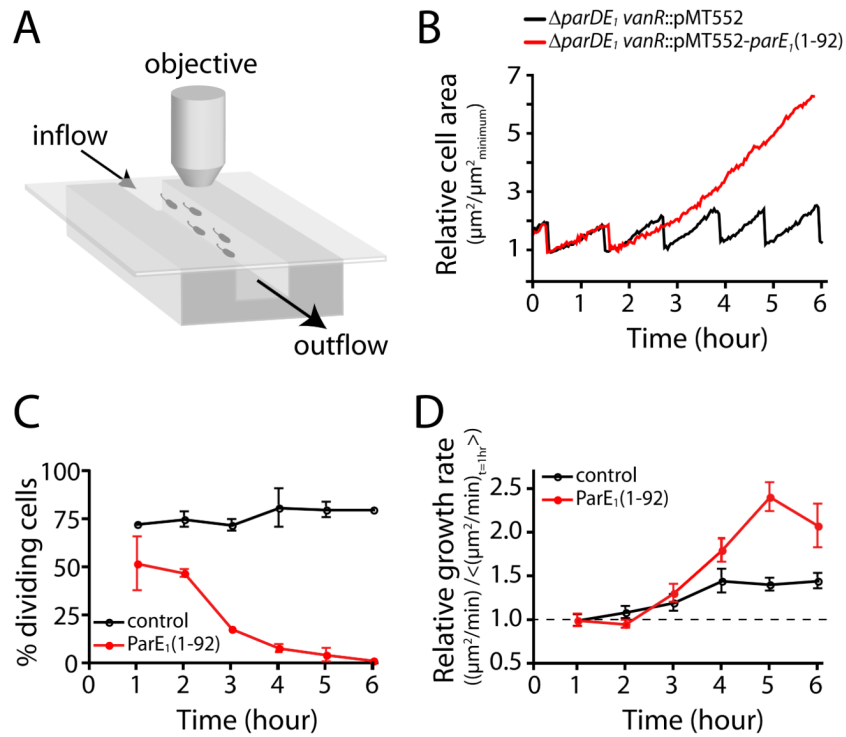 A
objective
inflow
outflow
B
ΔparDE₁ vanR::pMT552
ΔparDE₁ vanR::pMT552-parE₁(1-92)
Relative cell area
(μm²/μm²minimum)
7
5
3
1
0 1 2 3 4 5 6
Time (hour)
C
% dividing cells
100
75
50
25
0
control
ParE₁(1-92)
0 1 2 3 4 5 6
Time (hour)
D
Relative growth rate
((μm²/min) /<(μm²/min)t=1hr>)
control
ParE₁(1-92)
2.5
2.0
1.5
1.0
0.5
0 1 2 3 4 5 6
Time (hour)